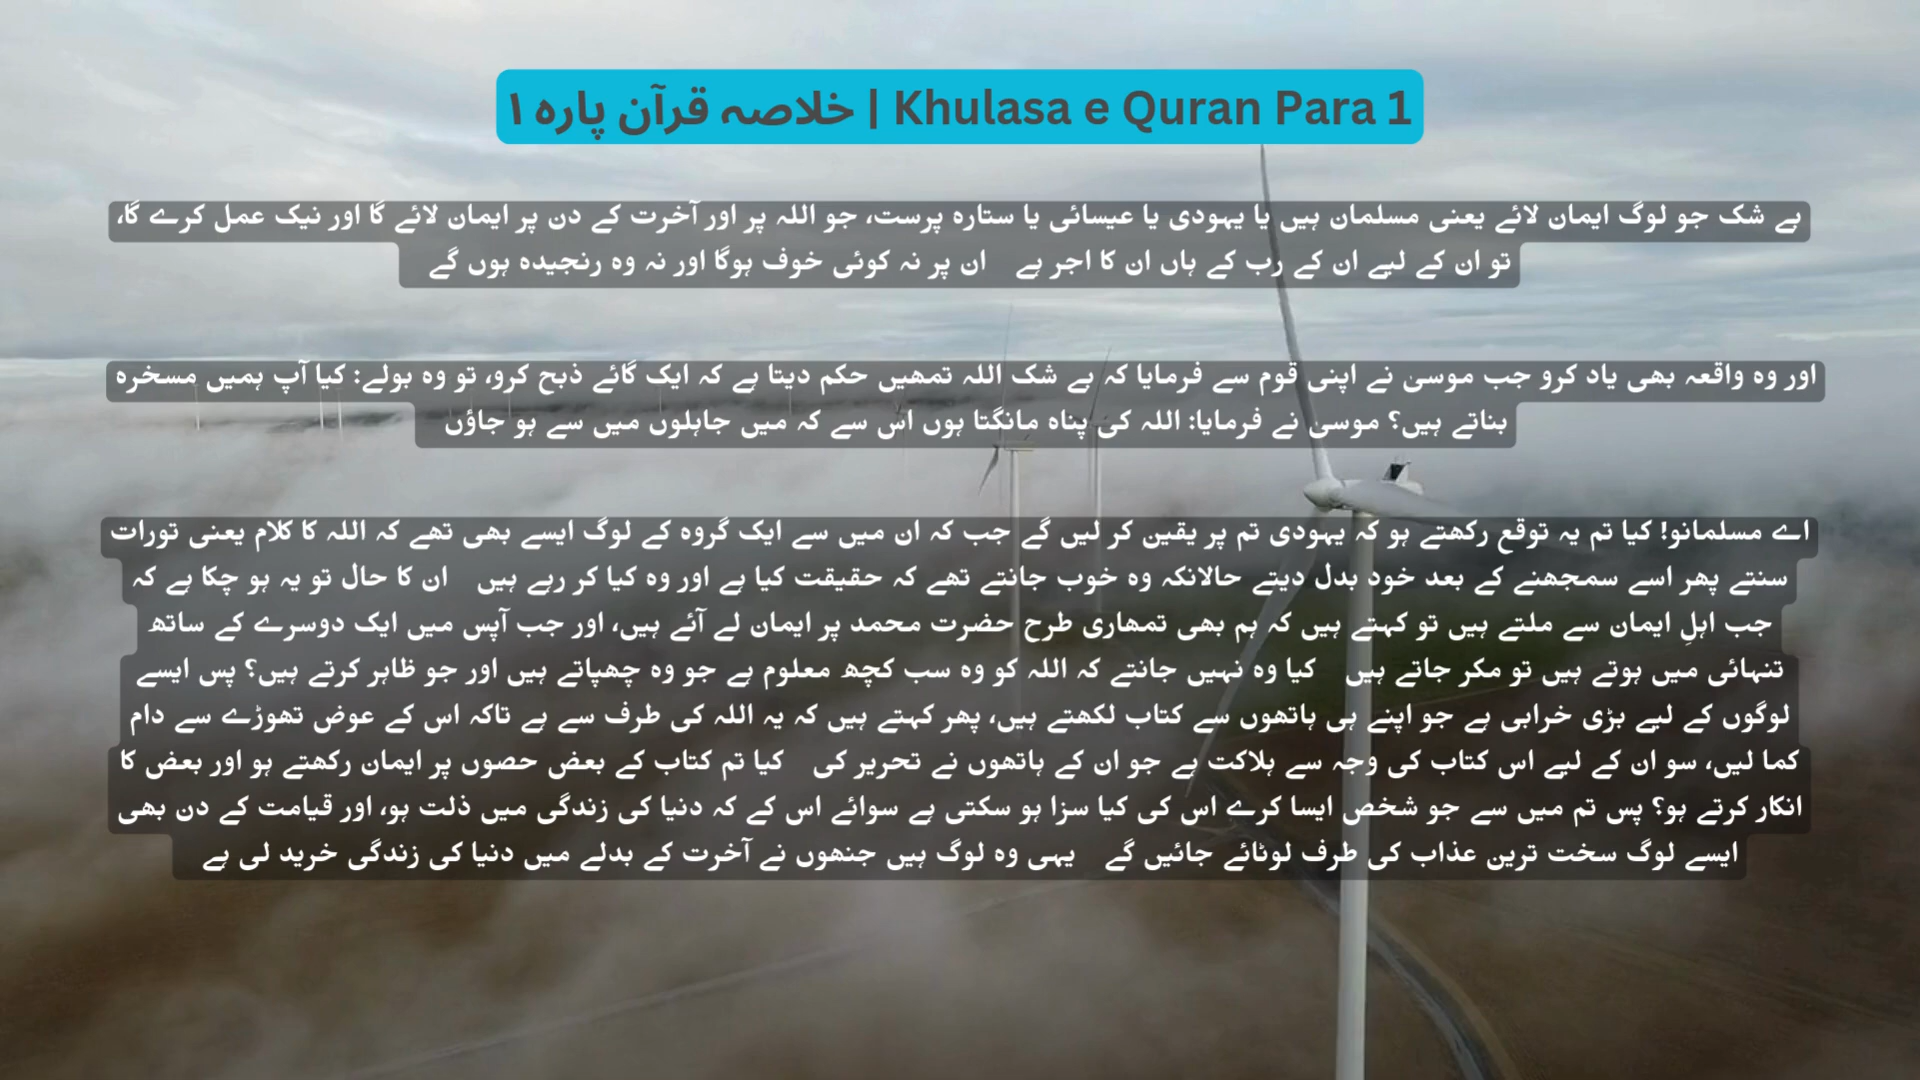 خلاصہ قرآن پارہ ۱ | Khulasa e Quran Para 1
بے شک جو لوگ ایمان لائے یعنی مسلمان ہیں یا یہودی یا عیسائی یا ستارہ پرست، جو اللہ پر اور آخرت کے دن پر ایمان لائے گا اور نیک عمل کرے گا،
تو ان کے لیے ان کے رب کے ہاں ان کا اجر ہے ان پر نہ کوئی خوف ہوگا اور نہ وہ رنجیدہ ہوں گے
اور وہ واقعہ بھی یاد کرو جب موسیٰ نے اپنی قوم سے فرمایا کہ بے شک اللہ تمھیں حکم دیتا ہے کہ ایک گائے ذبح کرو، تو وہ بولے: کیا آپ ہمیں مسخرہ
بناتے ہیں؟ موسیٰ نے فرمایا: اللہ کی پناہ مانگتا ہوں اس سے کہ میں جاہلوں میں سے ہو جاؤں
اے مسلمانو! کیا تم یہ توقع رکھتے ہو کہ یہودی تم پر یقین کر لیں گے جب کہ ان میں سے ایک گروہ کے لوگ ایسے بھی تھے کہ اللہ کا کلام یعنی تورات
سنتے پھر اسے سمجھنے کے بعد خود بدل دیتے حالانکہ وہ خوب جانتے تھے کہ حقیقت کیا ہے اور وہ کیا کر رہے ہیں ان کا حال تو یہ ہو چکا ہے کہ
جب اہلِ ایمان سے ملتے ہیں تو کہتے ہیں کہ ہم بھی تمھاری طرح حضرت محمد پر ایمان لے آئے ہیں، اور جب آپس میں ایک دوسرے کے ساتھ
تنہائی میں ہوتے ہیں تو مکر جاتے ہیں کیا وہ نہیں جانتے کہ اللہ کو وہ سب کچھ معلوم ہے جو وہ چھپاتے ہیں اور جو ظاہر کرتے ہیں؟ پس ایسے
لوگوں کے لیے بڑی خرابی ہے جو اپنے ہی ہاتھوں سے کتاب لکھتے ہیں، پھر کہتے ہیں کہ یہ اللہ کی طرف سے ہے تاکہ اس کے عوض تھوڑے سے دام
کما لیں، سو ان کے لیے اس کتاب کی وجہ سے ہلاکت ہے جو ان کے ہاتھوں نے تحریر کی کیا تم کتاب کے بعض حصوں پر ایمان رکھتے ہو اور بعض کا
انکار کرتے ہو؟ پس تم میں سے جو شخص ایسا کرے اس کی کیا سزا ہو سکتی ہے سوائے اس کے کہ دنیا کی زندگی میں ذلت ہو، اور قیامت کے دن بھی
ایسے لوگ سخت ترین عذاب کی طرف لوٹائے جائیں گے یہی وہ لوگ ہیں جنھوں نے آخرت کے بدلے میں دنیا کی زندگی خرید لی ہے